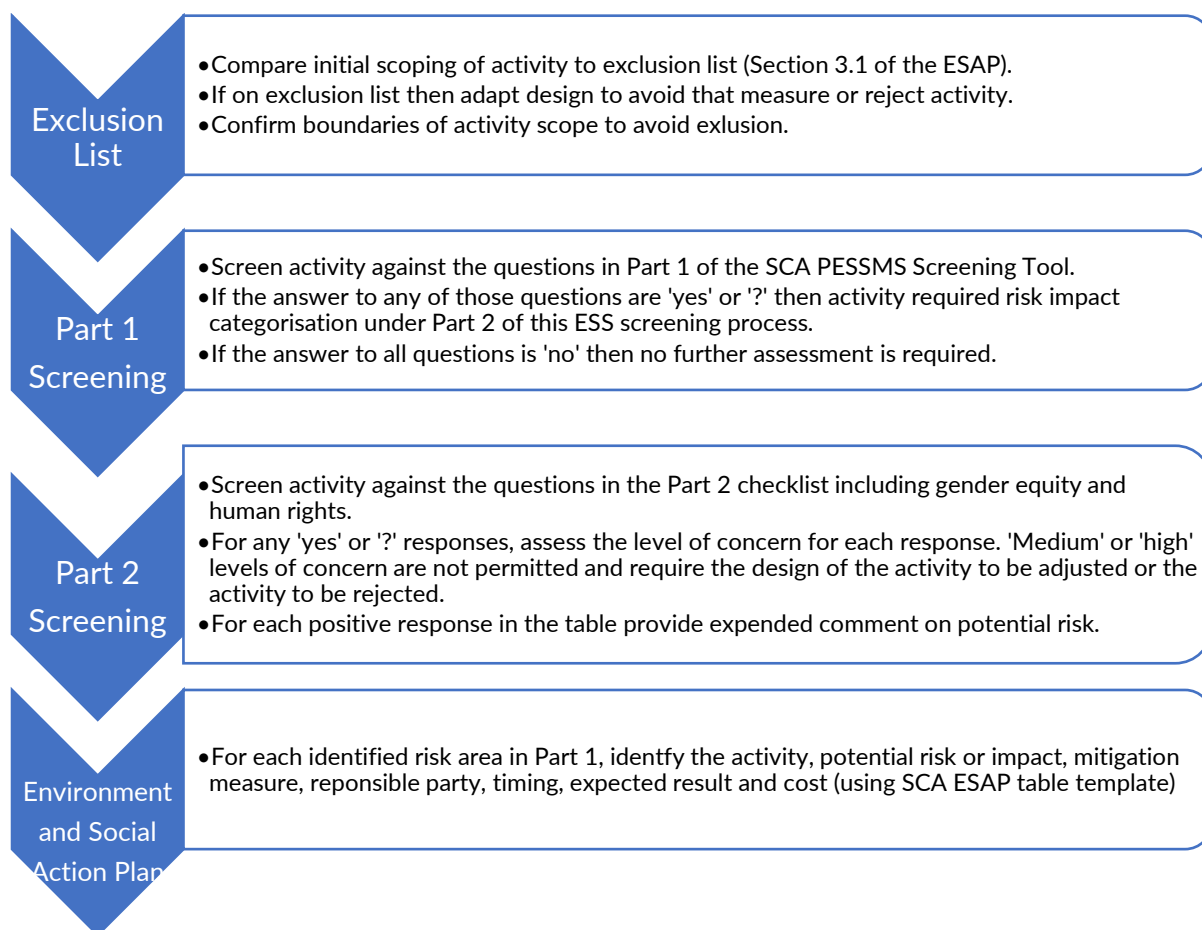 Exclusion
List
•Compare initial scoping of activity to exclusion list (Section 3.1 of the ESAP).
•If on exclusion list then adapt design to avoid that measure or reject activity.
•Confirm boundaries of activity scope to avoid exlusion.
Part 1
Screening
•Screen activity against the questions in Part 1 of the SCA PESSMS Screening Tool.
•If the answer to any of those questions are 'yes' or '?' then activity required risk impact
categorisation under Part 2 of this ESS screening process.
•If the answer to all questions is 'no' then no further assessment is required.
Part 2
Screening
•Screen activity against the questions in the Part 2 checklist including gender equity and
human rights.
•For any 'yes' or '?' responses, assess the level of concern for each response. 'Medium' or 'high'
levels of concern are not permitted and require the design of the activity to be adjusted or the
activity to be rejected.
•For each positive response in the table provide expended comment on potential risk.
Environment
and Social
Action Plan
•For each identified risk area in Part 1, identfy the activity, potential risk or impact, mitigation
measure, reponsible party, timing, expected result and cost (using SCA ESAP table template)